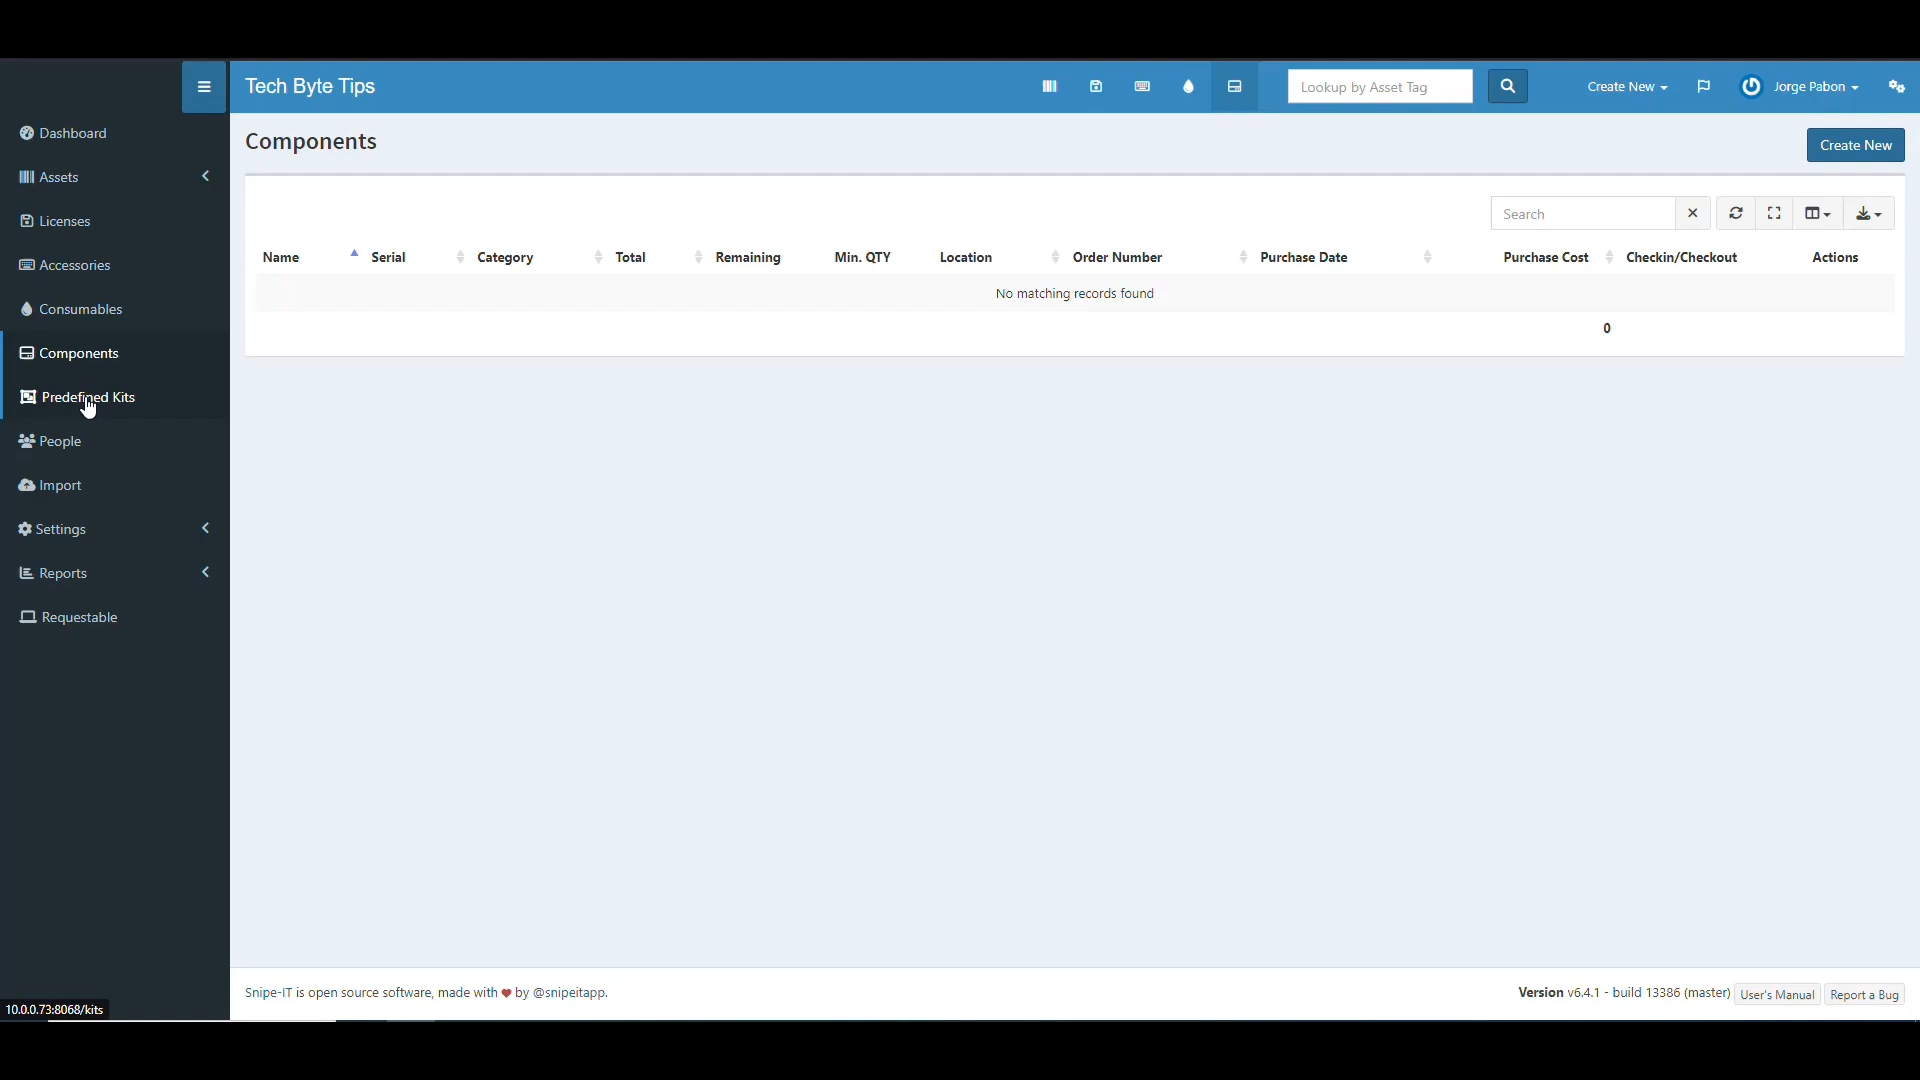 Tech Byte Tips
Lookup by Asset Tag
Create New
Jorge Pabon
Dashboard
Assets
Licenses
Accessories
Consumables
Components
Predefined Kits
People
Import
Settings
Reports
Requestable
Components
Create New
Search
Name Serial Category Total Remaining Min. QTY Location Order Number Purchase Date Purchase Cost Checkin/Checkout Actions
No matching records found
0
Snipe-IT is open source software, made with ❤ by @snipeitapp.
Version v6.4.1 - build 13386 (master) User's Manual Report a Bug
10.0.0.73:8068/kits